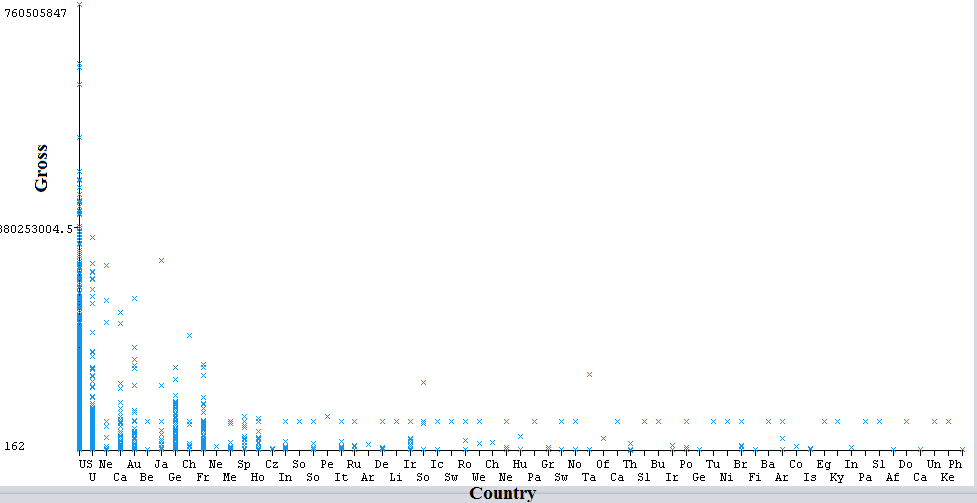 760505847
Gross
380253004.5
162
US Ne Au Ja Ch Ne Sp Cz So Pe Ru De Ir Ic Ro Ch Hu Gr No Of Th Bu Po Tu Br Ba Co Eg In Sl Do Un Ph
U Ca Be Ge Fr Me Ho In So It Ar Li So Sw We Ne Pa Sw Ta Ca Sl Ir Ge Ni Fi Ar Is Ky Pa Af Ca Ke
Country